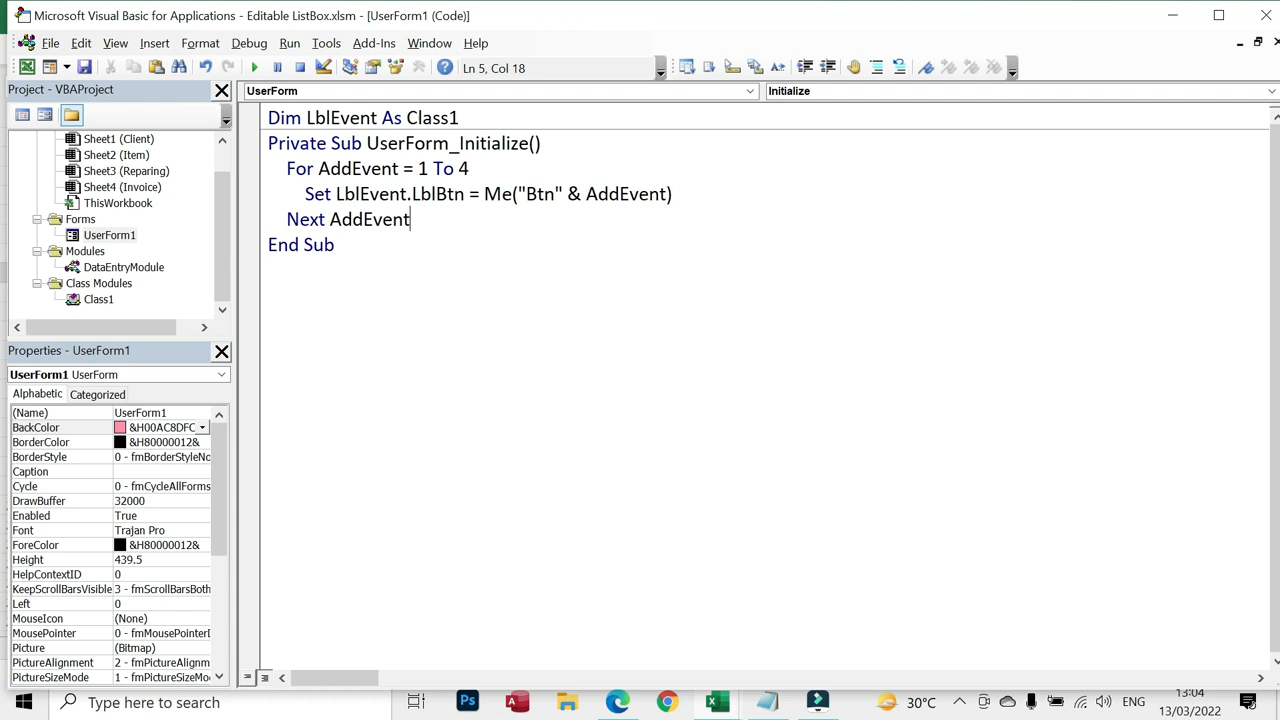 Microsoft Visual Basic for Applications - Editable ListBox.xlsm - [UserForm1 (Code)]
File Edit View Insert Format Debug Run Tools Add-Ins Window Help
Ln 5, Col 18
Project - VBAProject
Sheet1 (Client)
Sheet2 (Item)
Sheet3 (Reparing)
Sheet4 (Invoice)
ThisWorkbook
Forms
UserForm1
Modules
DataEntryModule
Class Modules
Class1
Properties - UserForm1
UserForm1 UserForm
Alphabetic Categorized
(Name) UserForm1
BackColor &H00AC8DFC
BorderColor &H80000012&
BorderStyle 0 - fmBorderStyleNo
Caption
Cycle 0 - fmCycleAllForms
DrawBuffer 32000
Enabled True
Font Trajan Pro
ForeColor &H80000012&
Height 439.5
HelpContextID 0
KeepScrollBarsVisible 3 - fmScrollBarsBoth
Left 0
MouseIcon (None)
MousePointer 0 - fmMousePointerD
Picture (Bitmap)
PictureAlignment 2 - fmPictureAlignm
PictureSizeMode 1 - fmPictureSizeMo
UserForm Initialize
Dim LblEvent As Class1
Private Sub UserForm_Initialize()
For AddEvent = 1 To 4
Set LblEvent.LblBtn = Me("Btn" & AddEvent)
Next AddEvent
End Sub
Type here to search
Ps
30°C
ENG
13:04
13/03/2022